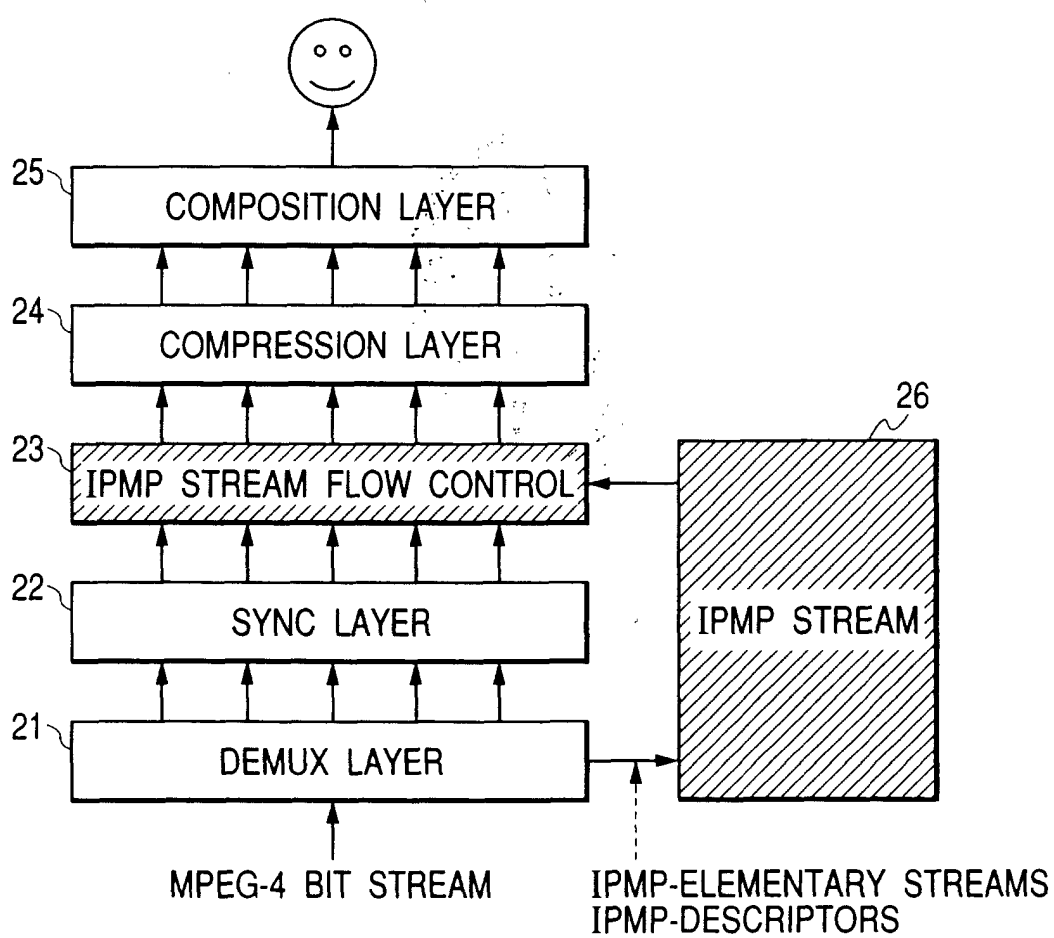 25
COMPOSITION LAYER
24
COMPRESSION LAYER
26
23
IPMP STREAM FLOW CONTROL
22
SYNC LAYER
IPMP STREAM
21
DEMUX LAYER
MPEG-4 BIT STREAM
IPMP-ELEMENTARY STREAMS
IPMP-DESCRIPTORS